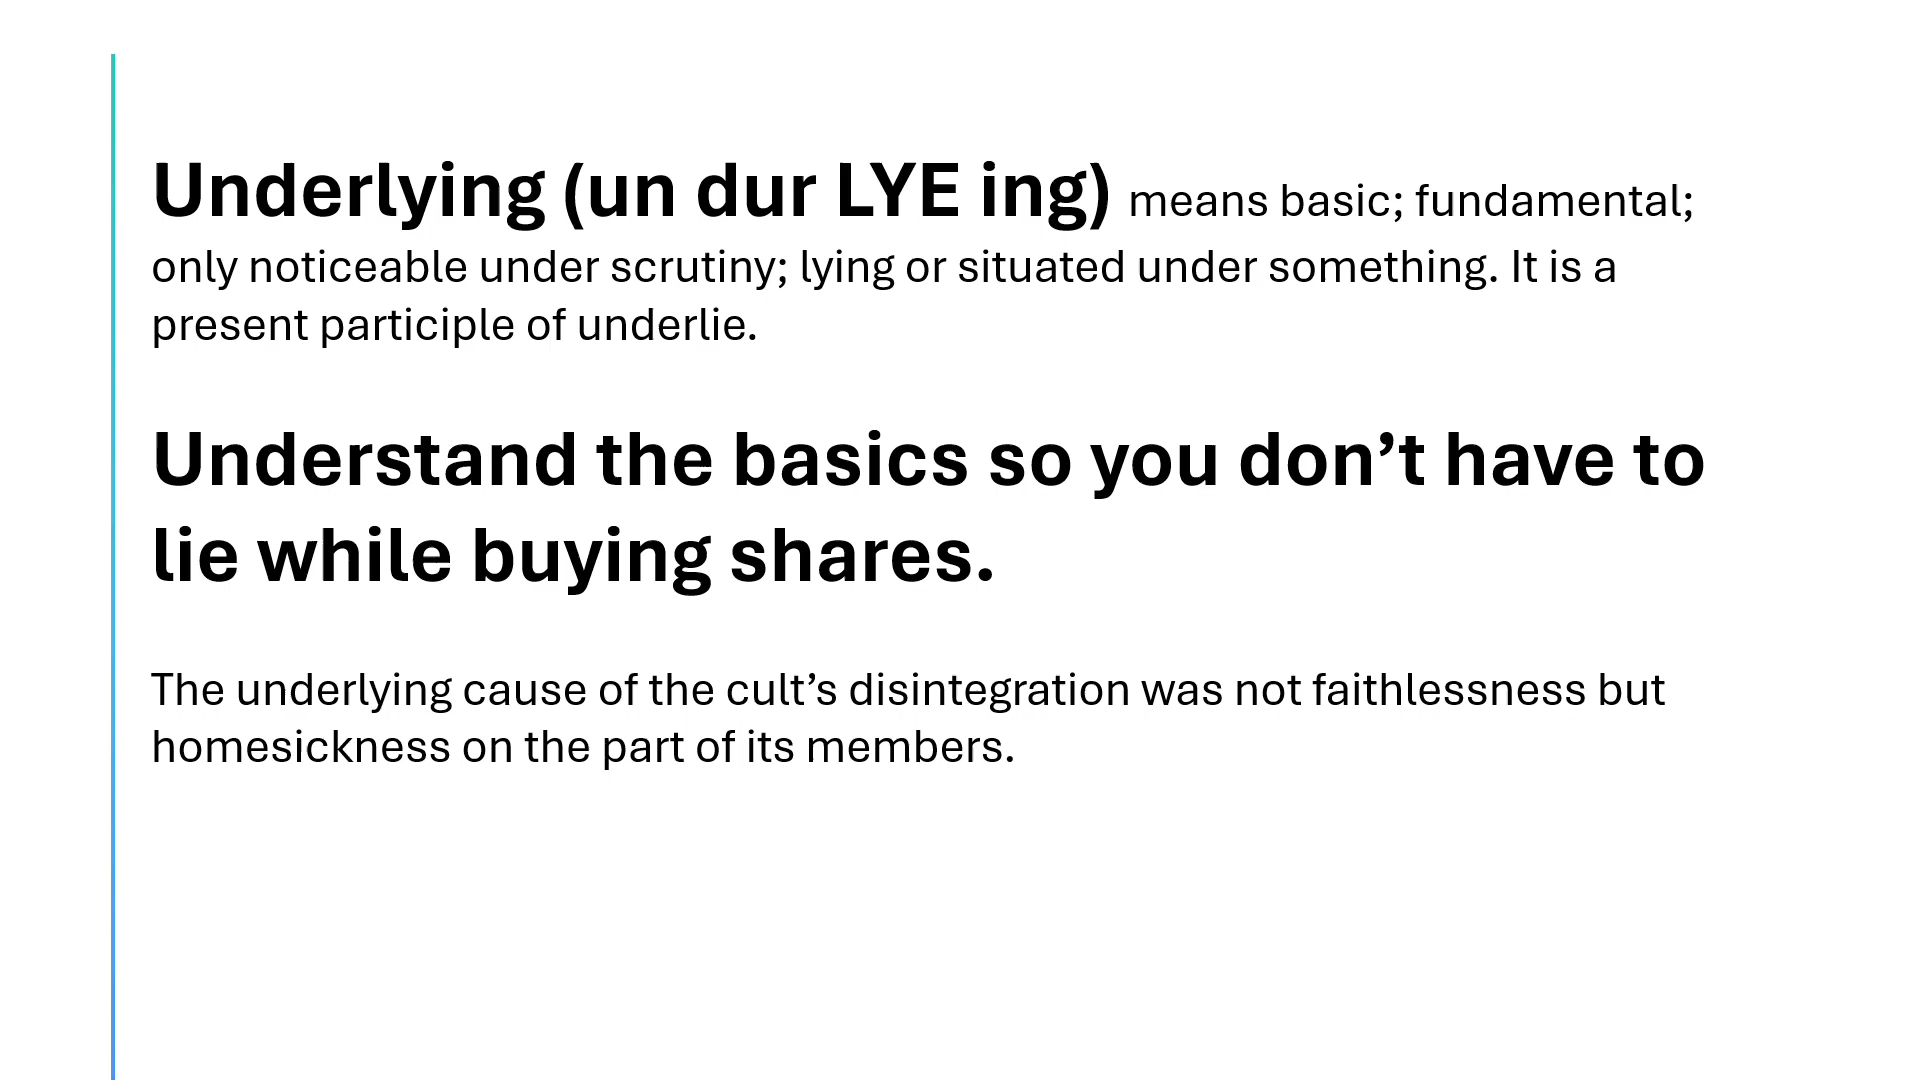 Underlying (un dur LYE ing) means basic; fundamental;
only noticeable under scrutiny; lying or situated under something. It is a
present participle of underlie.
Understand the basics so you don’t have to
lie while buying shares.
The underlying cause of the cult’s disintegration was not faithlessness but
homesickness on the part of its members.